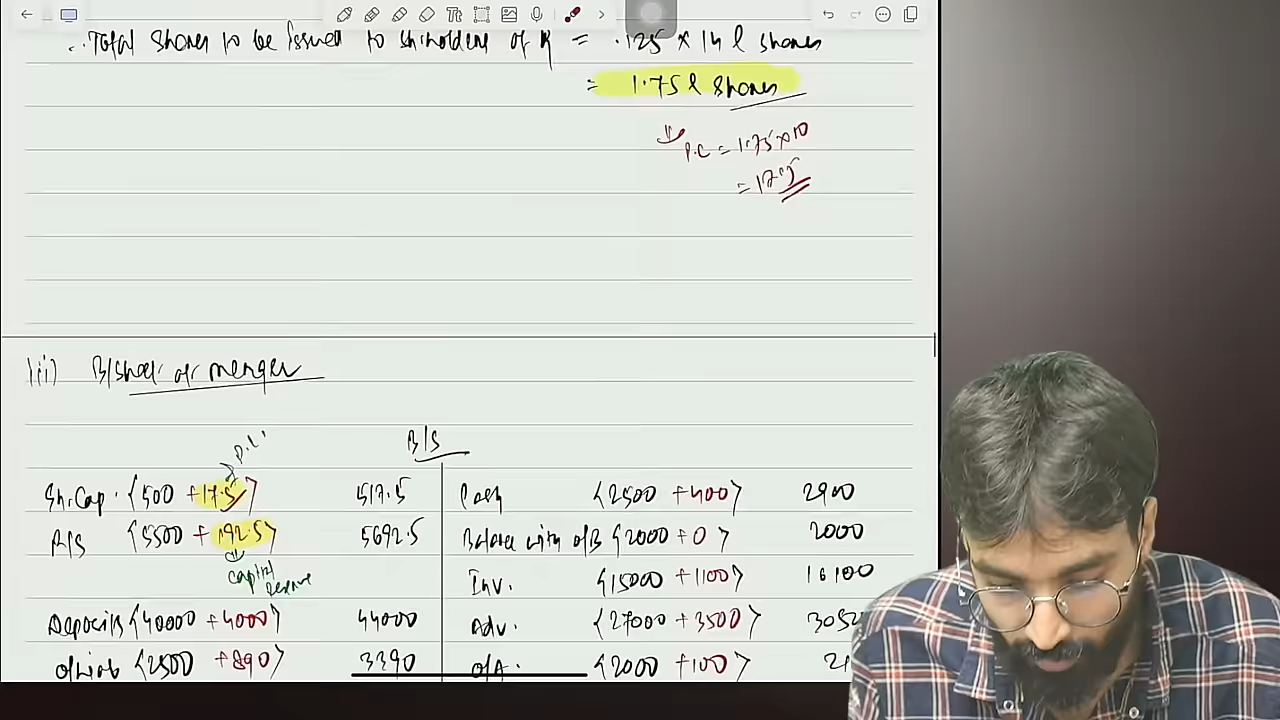 ∴ Total Shares to be issued to shholders of R = .125 × 14 l shares
= 1.75 l shares
⇓ P.C = 1.75×10
= 17.5
(ii) B/Sheet af. merger
B/S
P.C.
Sh.Cap. {500 + 17.5} 517.5 Cash {2500 + 400} 2900
R/S {5500 + 192.5} 5692.5 Balance with o/B {2000 + 0} 2000
capital reserve Inv. {15000 + 1100} 16100
Deposits {40000 + 4000} 44000 Adv. {27000 + 3500}
o/Liab {2500 + 890} 3390 o/A. {2000 + 100}